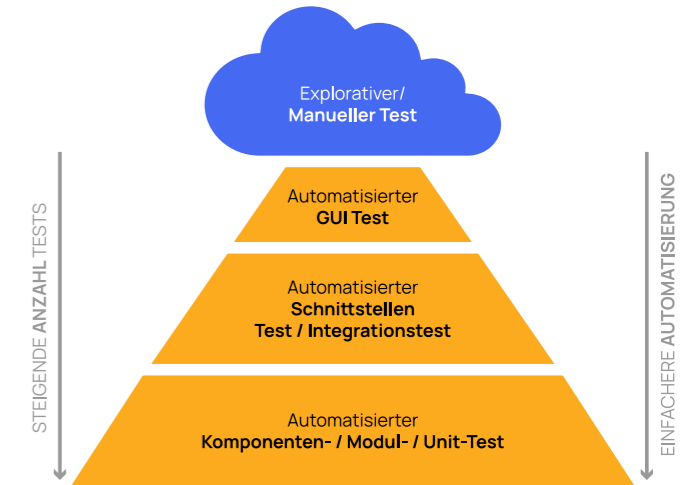 Explorativer/
Manueller Test
Automatisierter
GUI Test
Automatisierter
Schnittstellen
Test / Integrationstest
Automatisierter
Komponenten- / Modul- / Unit-Test
STEIGENDE ANZAHL TESTS
EINFACHERE AUTOMATISIERUNG